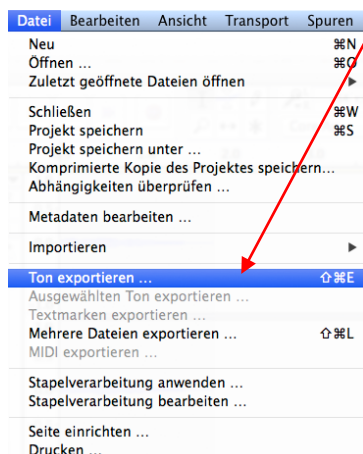 Datei Bearbeiten Ansicht Transport Spuren
Neu ⌘N
Öffnen ... ⌘O
Zuletzt geöffnete Dateien öffnen ▶
Schließen ⌘W
Projekt speichern ⌘S
Projekt speichern unter ...
Komprimierte Kopie des Projektes speichern...
Abhängigkeiten überprüfen ...
Metadaten bearbeiten ...
Importieren ▶
Ton exportieren ... ⇧⌘E
Ausgewählten Ton exportieren ...
Textmarken exportieren ...
Mehrere Dateien exportieren ... ⇧⌘L
MIDI exportieren ...
Stapelverarbeitung anwenden ...
Stapelverarbeitung bearbeiten ...
Seite einrichten ...
Drucken ...